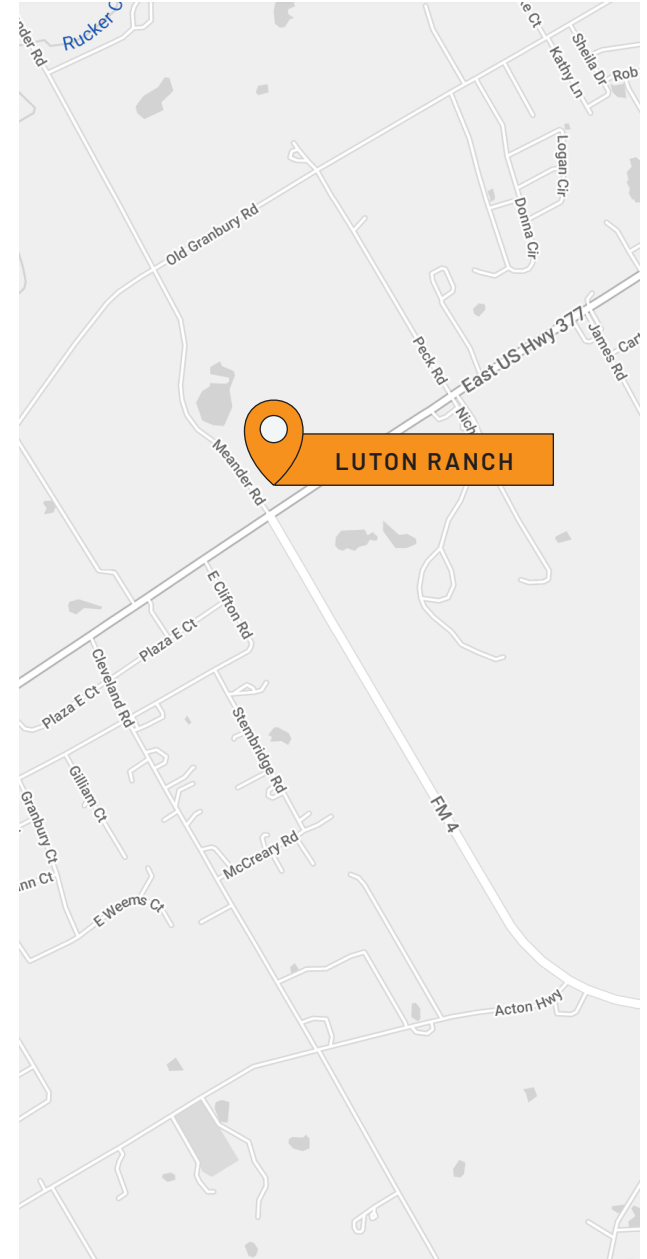 Rucker C
nder Rd
e Ct
Sheila Dr
Kathy Ln
Rob
Logan Cir
Donna Cir
Old Granbury Rd
Peck Rd
East US Hwy 377
James Rd
Cart
Nich
Meander Rd
LUTON RANCH
E Clifton Rd
Plaza E Ct
Cleveland Rd
Plaza E Ct
Stembridge Rd
Gilliam Ct
Granbury Ct
FM 4
McCreary Rd
nn Ct
E Weems Ct
Acton Hwy